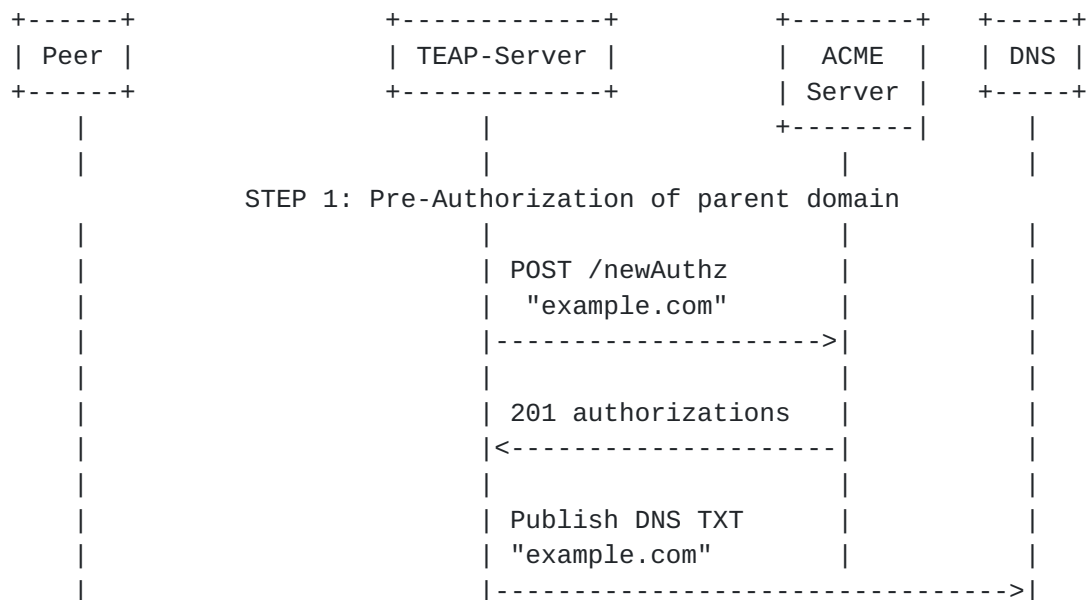 +------+                +-------------+          +--------+   +-----+
| Peer |                | TEAP-Server |          |  ACME  |   | DNS |
+------+                +-------------+          | Server |   +-----+
    |                         |                  +--------|      |
    |                         |                      |           |
               STEP 1: Pre-Authorization of parent domain
    |                         |                      |           |
    |                         | POST /newAuthz       |           |
    |                         |  "example.com"       |           |
    |                         |--------------------->|           |
    |                         |                      |           |
    |                         | 201 authorizations   |           |
    |                         |<---------------------|           |
    |                         |                      |           |
    |                         | Publish DNS TXT      |           |
    |                         | "example.com"        |           |
    |                         |--------------------------------->|